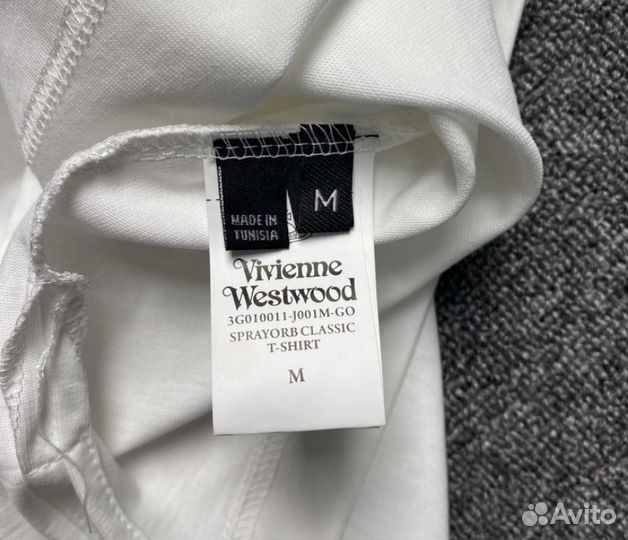 MADE IN
TUNISIA
M
Vivienne
Westwood
3G010011-J001M-GO
SPRAYORB CLASSIC
T-SHIRT
M
Avito